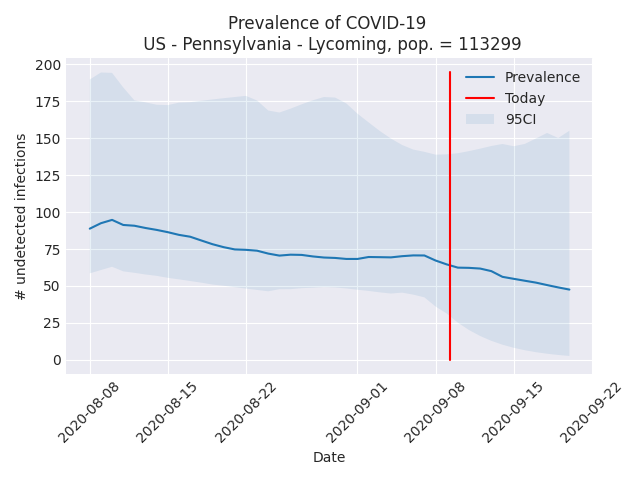 Prevalence of COVID-19
US - Pennsylvania - Lycoming, pop. = 113299
200
175
150
125
100
75
50
25
0
# undetected infections
Prevalence
Today
95CI
2020-08-08
2020-08-15
2020-08-22
2020-09-01
2020-09-08
2020-09-15
2020-09-22
Date